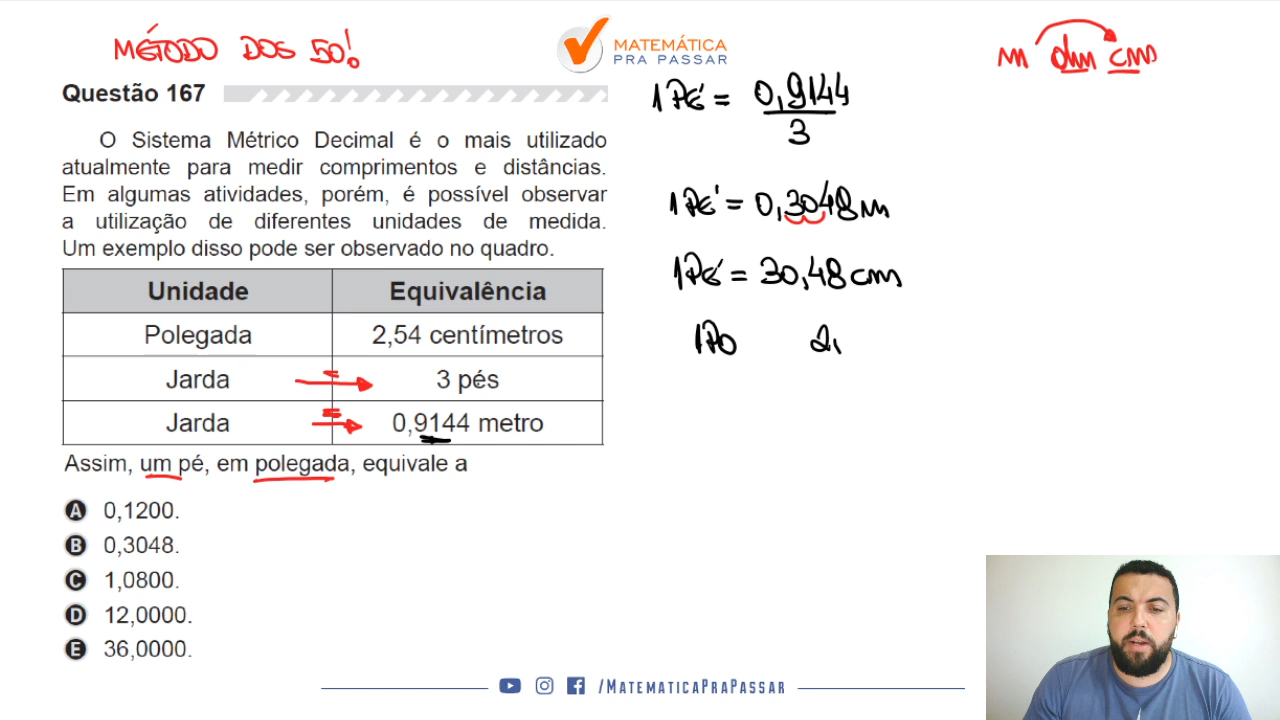 MÉTODO DOS 50!
MATEMÁTICA
PRA PASSAR
m dm cm
Questão 167
O Sistema Métrico Decimal é o mais utilizado
atualmente para medir comprimentos e distâncias.
Em algumas atividades, porém, é possível observar
a utilização de diferentes unidades de medida.
Um exemplo disso pode ser observado no quadro.
Unidade Equivalência
Polegada 2,54 centímetros
Jarda 3 pés
Jarda 0,9144 metro
Assim, um pé, em polegada, equivale a
A 0,1200.
B 0,3048.
C 1,0800.
D 12,0000.
E 36,0000.
1 PÉ = 0,9144
3
1 PÉ = 0,3048 m
1 PÉ = 30,48 cm
1 PO 2,
/MATEMATICAPRAPASSAR